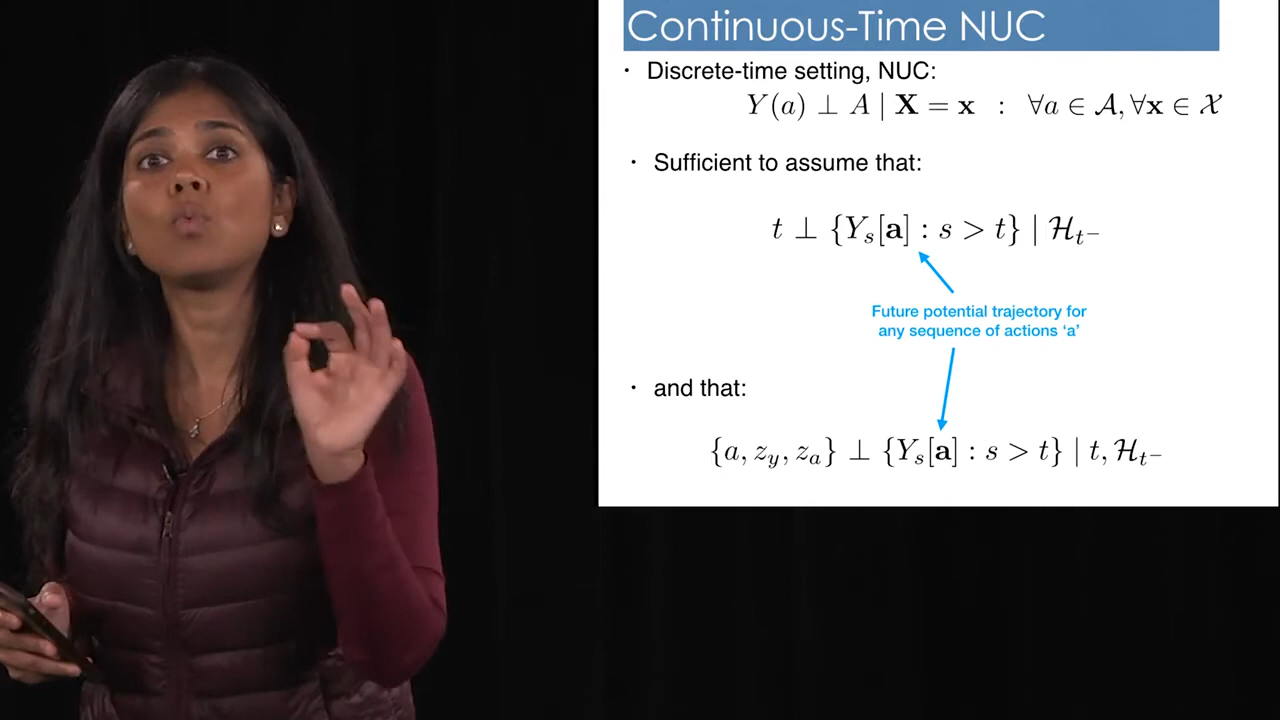 Continuous-Time NUC
• Discrete-time setting, NUC:
Y(a) ⊥ A | X = x : ∀a ∈ 𝒜, ∀x ∈ 𝒳
• Sufficient to assume that:
t ⊥ {Y_s[a] : s > t} | ℋ_{t⁻}
Future potential trajectory for
any sequence of actions ‘a’
• and that:
{a, z_y, z_a} ⊥ {Y_s[a] : s > t} | t, ℋ_{t⁻}